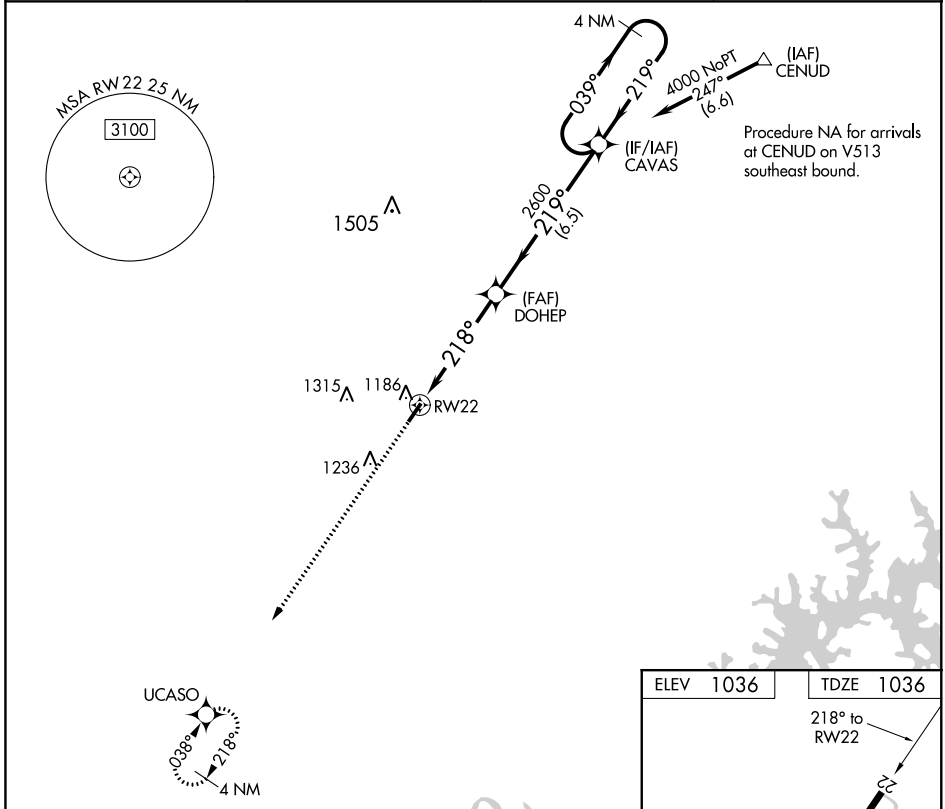 MSA RW 22 25 NM
3100
4 NM
039°
219°
4000 NoPT
247°
(6.6)
(IAF)
CENUD
(IF/IAF)
CAVAS
Procedure NA for arrivals
at CENUD on V513
southeast bound.
1505
2600
219°
(6.5)
(FAF)
DOHEP
218°
1315
1186
RW22
1236
UCASO
038°
218°
4 NM
ELEV 1036
TDZE 1036
218° to
RW22
22